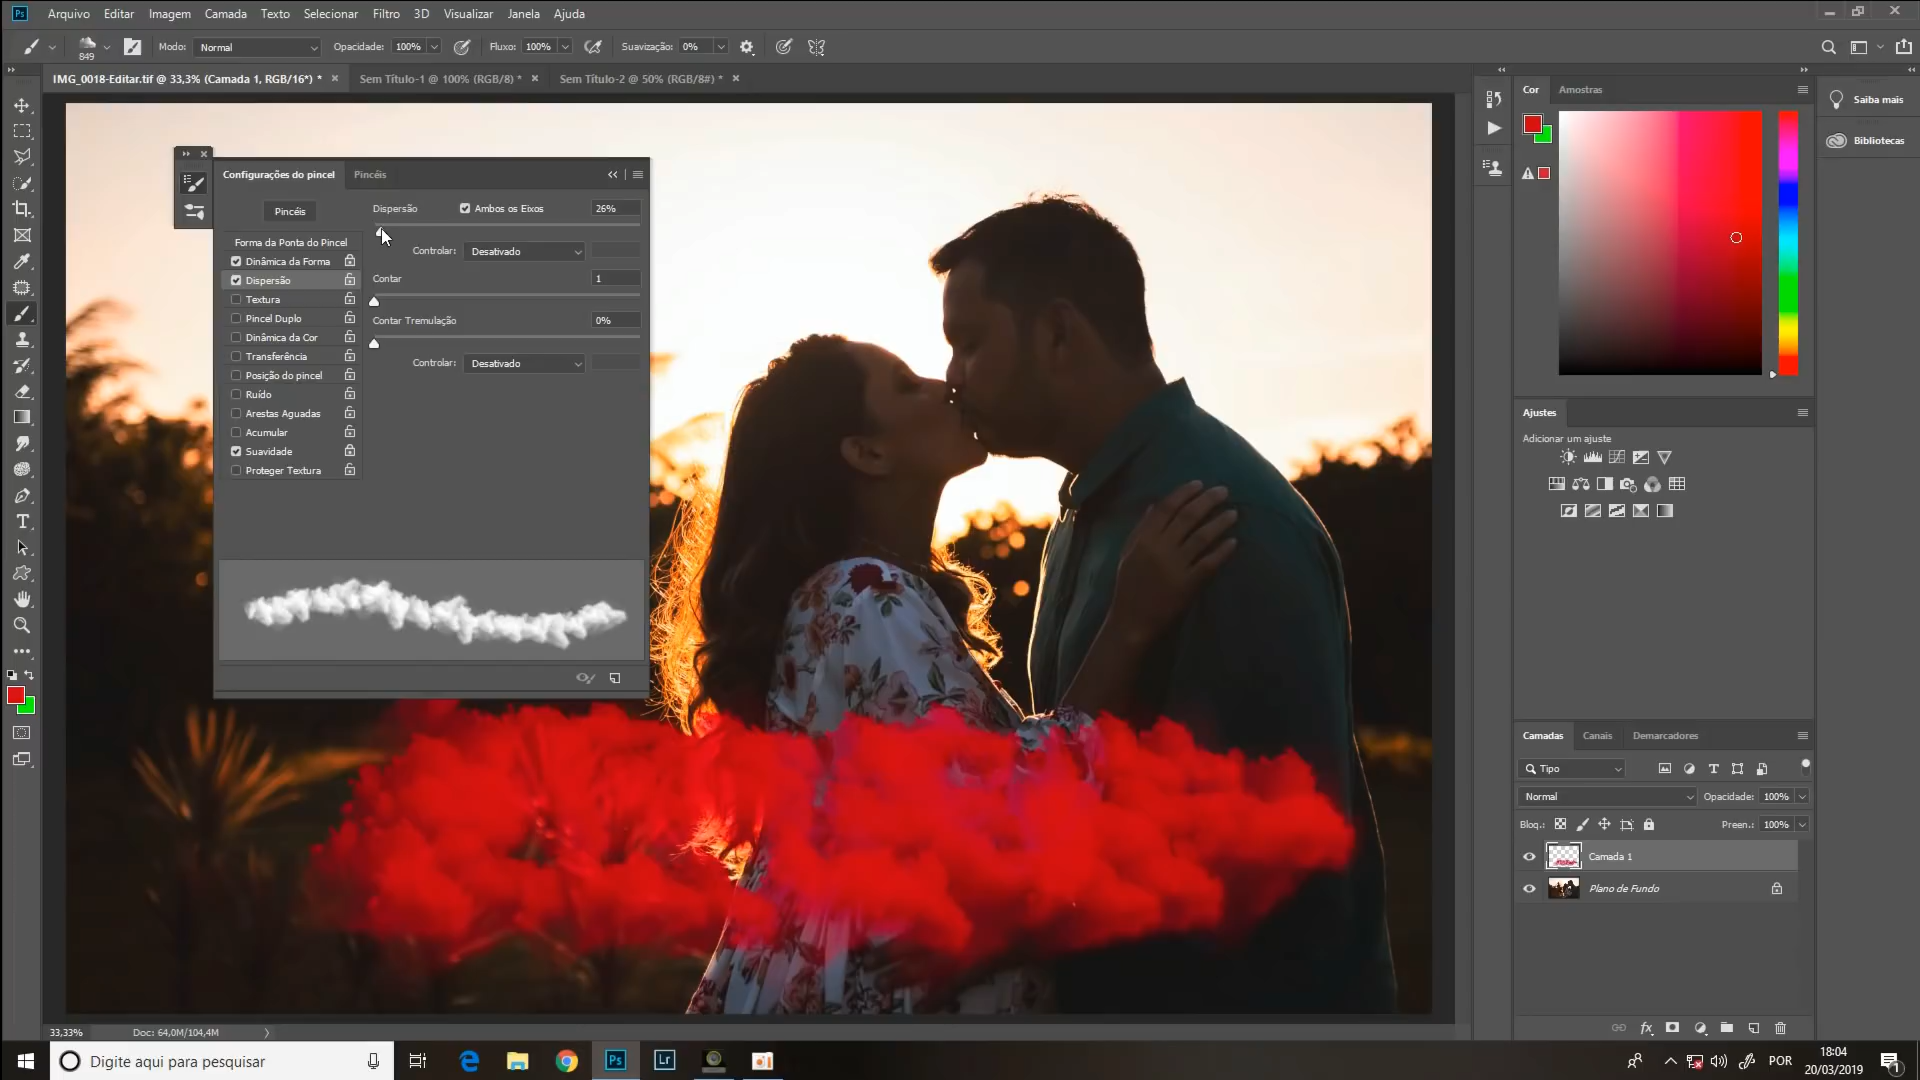 Ps Arquivo Editar Imagem Camada Texto Selecionar Filtro 3D Visualizar Janela Ajuda
849 Modo: Normal Opacidade: 100% Fluxo: 100% Suavização: 0%
IMG_0018-Editar.tif @ 33,3% (Camada 1, RGB/16*) * × Sem Título-1 @ 100% (RGB/8) * × Sem Título-2 @ 50% (RGB/8#) * ×
Configurações do pincel Pincéis
Pincéis
Forma da Ponta do Pincel
Dinâmica da Forma
Dispersão
Textura
Pincel Duplo
Dinâmica da Cor
Transferência
Posição do pincel
Ruído
Arestas Aguadas
Acumular
Suavidade
Proteger Textura
Dispersão Ambos os Eixos 26%
Controlar: Desativado
Contar 1
Contar Tremulação 0%
Controlar: Desativado
Cor Amostras
Saiba mais
Bibliotecas
Ajustes
Adicionar um ajuste
Camadas Canais Demarcadores
Tipo
Normal Opacidade: 100%
Bloq.: Preen.: 100%
Camada 1
Plano de Fundo
fx
33,33% Doc: 64,0M/104,4M
Digite aqui para pesquisar
Ps Lr
POR
18:04
20/03/2019
1